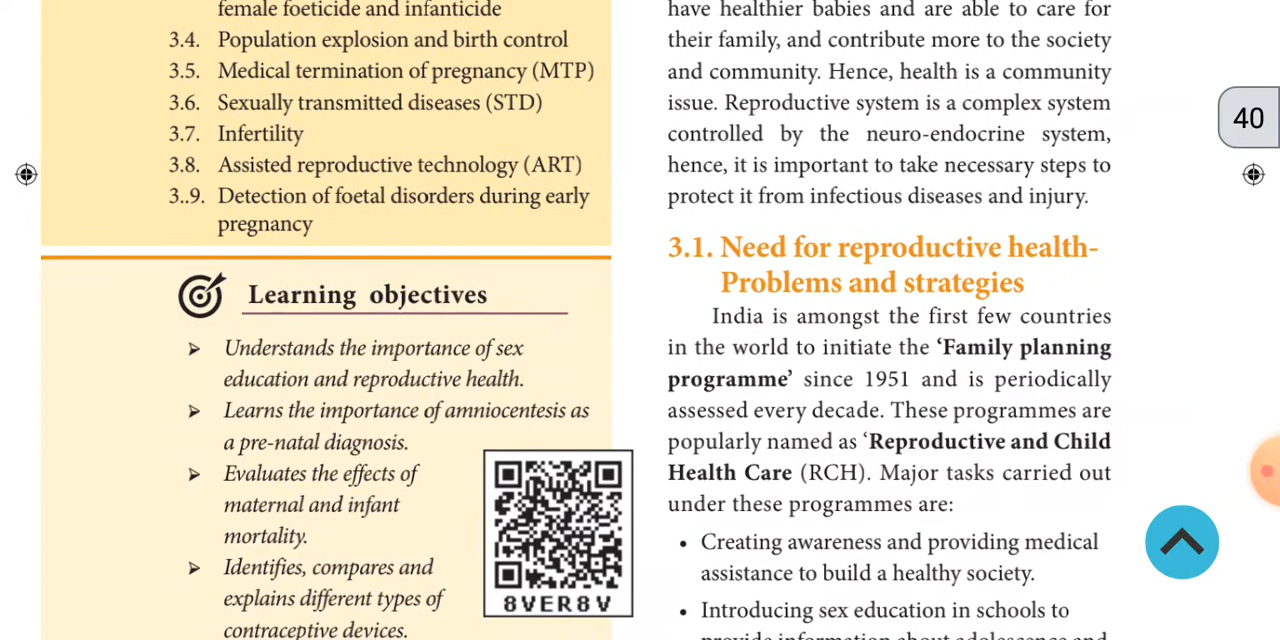 female foeticide and infanticide
3.4. Population explosion and birth control
3.5. Medical termination of pregnancy (MTP)
3.6. Sexually transmitted diseases (STD)
3.7. Infertility
3.8. Assisted reproductive technology (ART)
3..9. Detection of foetal disorders during early
pregnancy
Learning objectives
➤ Understands the importance of sex
education and reproductive health.
➤ Learns the importance of amniocentesis as
a pre-natal diagnosis.
➤ Evaluates the effects of
maternal and infant
mortality.
➤ Identifies, compares and
explains different types of
contraceptive devices.
8VER8V
have healthier babies and are able to care for
their family, and contribute more to the society
and community. Hence, health is a community
issue. Reproductive system is a complex system
controlled by the neuro-endocrine system,
hence, it is important to take necessary steps to
protect it from infectious diseases and injury.
3.1. Need for reproductive health-
Problems and strategies
India is amongst the first few countries
in the world to initiate the ‘Family planning
programme’ since 1951 and is periodically
assessed every decade. These programmes are
popularly named as ‘Reproductive and Child
Health Care (RCH). Major tasks carried out
under these programmes are:
• Creating awareness and providing medical
assistance to build a healthy society.
• Introducing sex education in schools to
provide information about adolescence and
40